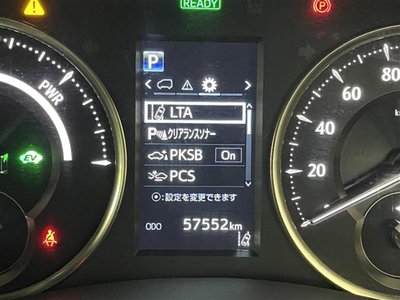 READY
P
P
PWR
EV
LTA
Pクリアランスソナー
PKSB On
PCS
:設定を変更できます
ODO 57552km
80
60
40
20